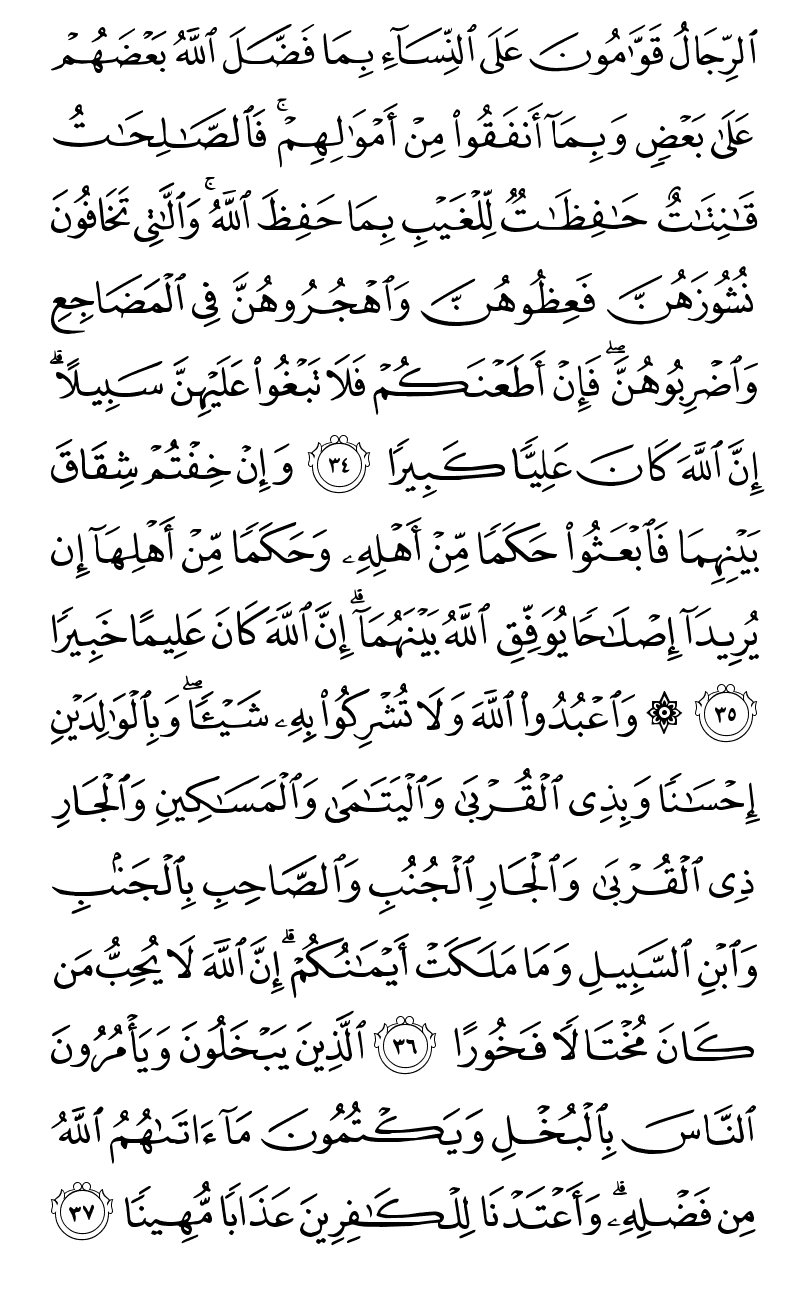 ٱلرِّجَالُ قَوَّٰمُونَ عَلَى ٱلنِّسَآءِ بِمَا فَضَّلَ ٱللَّهُ بَعۡضَهُمۡ
عَلَىٰ بَعۡضٖ وَبِمَآ أَنفَقُواْ مِنۡ أَمۡوَٰلِهِمۡۚ فَٱلصَّٰلِحَٰتُ
قَٰنِتَٰتٌ حَٰفِظَٰتٞ لِّلۡغَيۡبِ بِمَا حَفِظَ ٱللَّهُۚ وَٱلَّٰتِي تَخَافُونَ
نُشُوزَهُنَّ فَعِظُوهُنَّ وَٱهۡجُرُوهُنَّ فِي ٱلۡمَضَاجِعِ
وَٱضۡرِبُوهُنَّۖ فَإِنۡ أَطَعۡنَكُمۡ فَلَا تَبۡغُواْ عَلَيۡهِنَّ سَبِيلًاۗ
إِنَّ ٱللَّهَ كَانَ عَلِيّٗا كَبِيرٗا ٣٤ وَإِنۡ خِفۡتُمۡ شِقَاقَ
بَيۡنِهِمَا فَٱبۡعَثُواْ حَكَمٗا مِّنۡ أَهۡلِهِۦ وَحَكَمٗا مِّنۡ أَهۡلِهَآ إِن
يُرِيدَآ إِصۡلَٰحٗا يُوَفِّقِ ٱللَّهُ بَيۡنَهُمَآۗ إِنَّ ٱللَّهَ كَانَ عَلِيمًا خَبِيرٗا
٣٥ ۞ وَٱعۡبُدُواْ ٱللَّهَ وَلَا تُشۡرِكُواْ بِهِۦ شَيۡـٔٗاۖ وَبِٱلۡوَٰلِدَيۡنِ
إِحۡسَٰنٗا وَبِذِي ٱلۡقُرۡبَىٰ وَٱلۡيَتَٰمَىٰ وَٱلۡمَسَٰكِينِ وَٱلۡجَارِ
ذِي ٱلۡقُرۡبَىٰ وَٱلۡجَارِ ٱلۡجُنُبِ وَٱلصَّاحِبِ بِٱلۡجَنۢبِ
وَٱبۡنِ ٱلسَّبِيلِ وَمَا مَلَكَتۡ أَيۡمَٰنُكُمۡۗ إِنَّ ٱللَّهَ لَا يُحِبُّ مَن
كَانَ مُخۡتَالٗا فَخُورًا ٣٦ ٱلَّذِينَ يَبۡخَلُونَ وَيَأۡمُرُونَ
ٱلنَّاسَ بِٱلۡبُخۡلِ وَيَكۡتُمُونَ مَآ ءَاتَىٰهُمُ ٱللَّهُ
مِن فَضۡلِهِۦۗ وَأَعۡتَدۡنَا لِلۡكَٰفِرِينَ عَذَابٗا مُّهِينٗا ٣٧